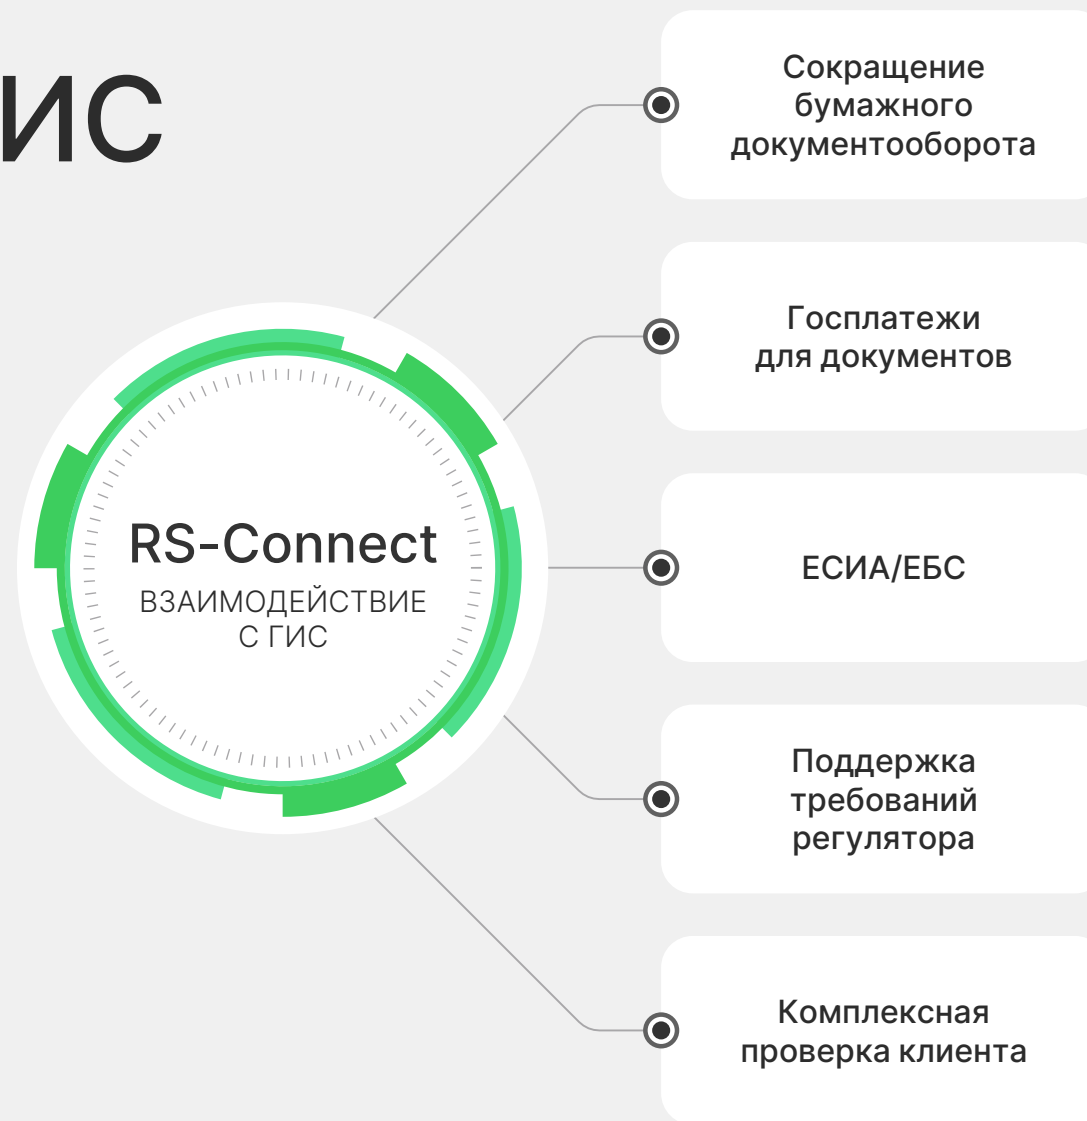 ИС
Сокращение
бумажного
документооборота
Госплатежи
для документов
RS-Connect
ВЗАИМОДЕЙСТВИЕ
С ГИС
ЕСИА/ЕБС
Поддержка
требований
регулятора
Комплексная
проверка клиента